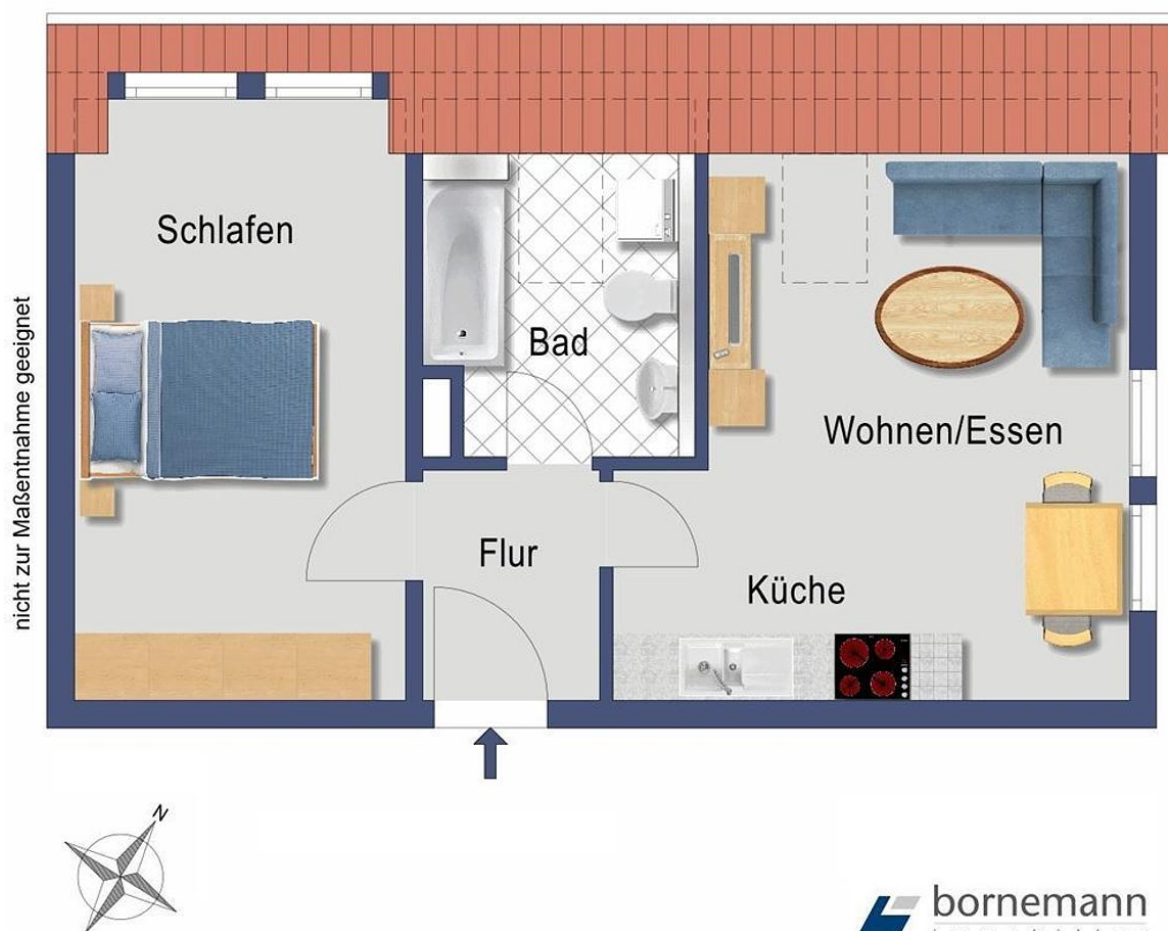 Schlafen
Bad
Wohnen/Essen
Flur
Küche
nicht zur Maßentnahme geeignet
N
bornemann